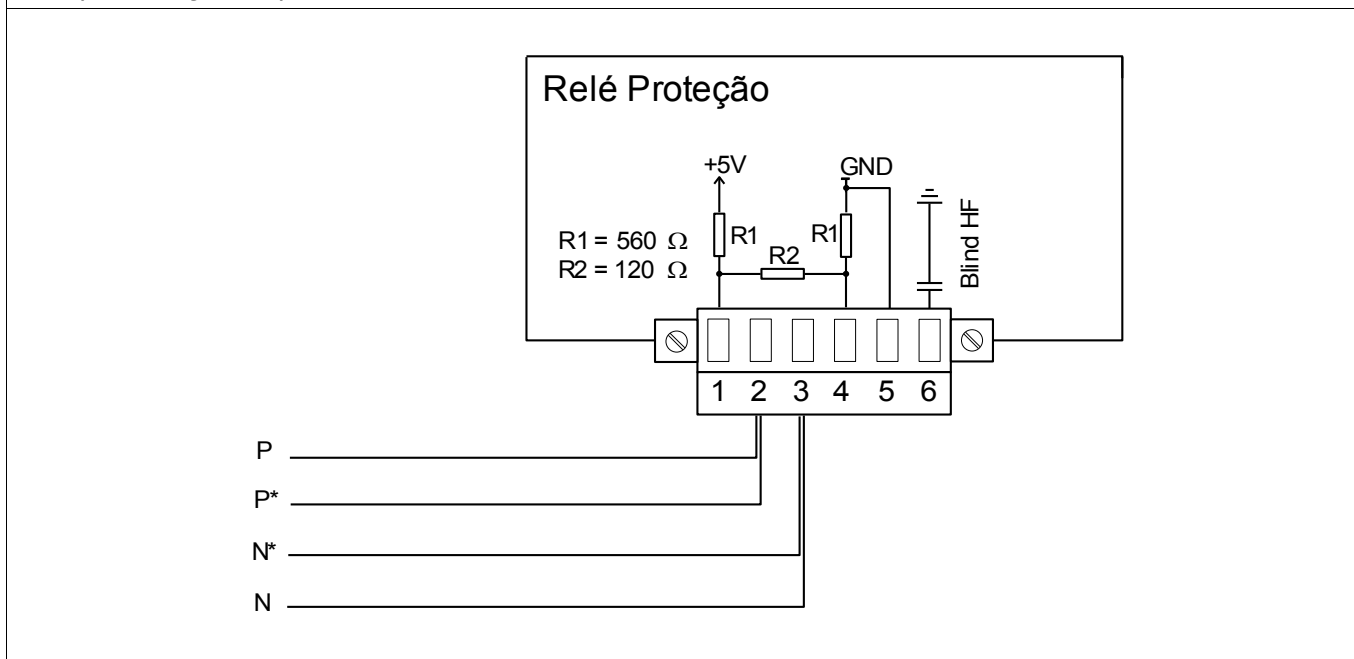 Relé Proteção
+5V
GND
R1 = 560 Ω
R2 = 120 Ω
R1
R2
R1
Blind HF
1 2 3 4 5 6
P
P*
N*
N